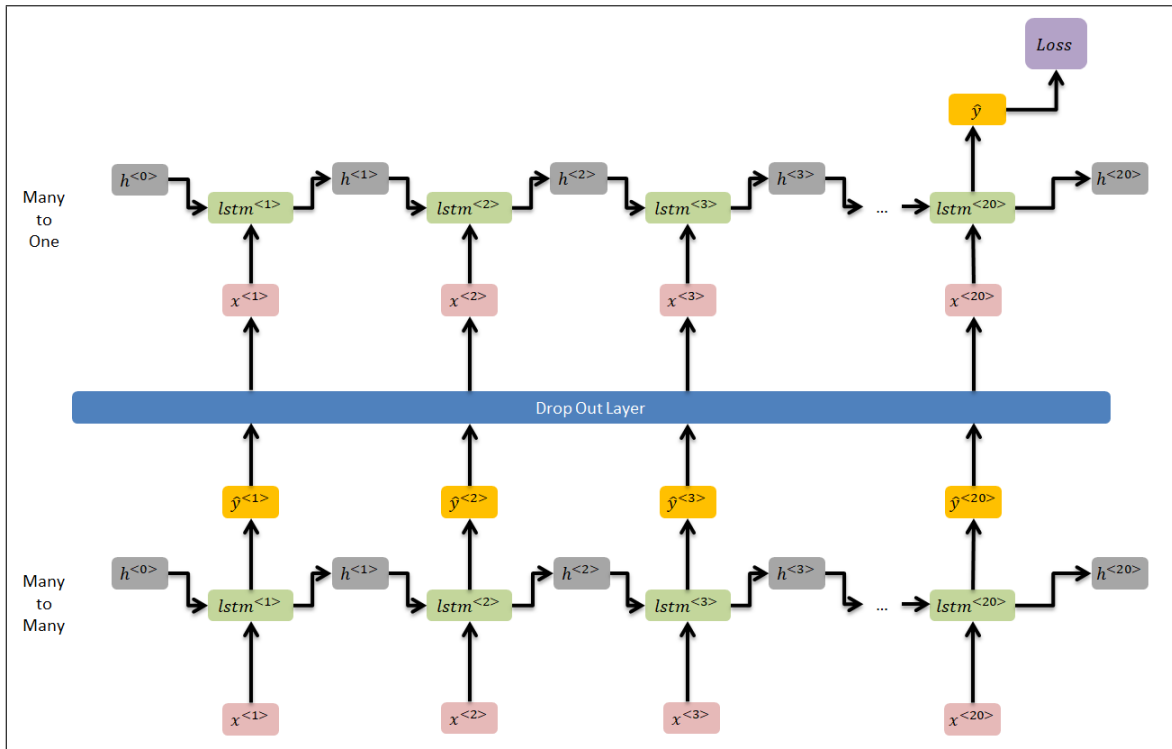 Loss
ŷ
h<0> h<1> h<2> h<3> h<20>
Many
to
One
lstm<1> lstm<2> lstm<3> ... lstm<20>
x<1> x<2> x<3> x<20>
Drop Out Layer
ŷ<1> ŷ<2> ŷ<3> ŷ<20>
h<0> h<1> h<2> h<3> h<20>
Many
to
Many
lstm<1> lstm<2> lstm<3> ... lstm<20>
x<1> x<2> x<3> x<20>